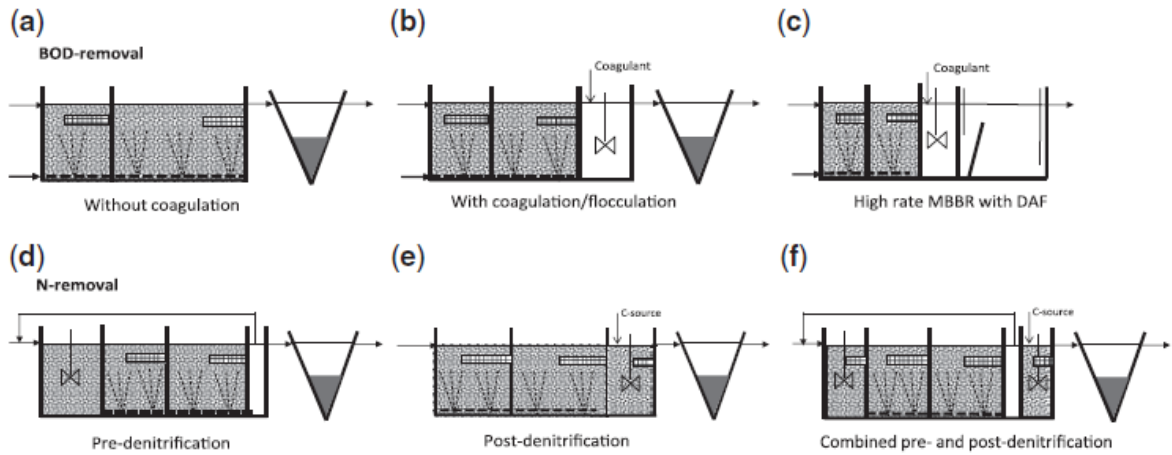 (a)
(b)
(c)
BOD-removal
Coagulant
Coagulant
Without coagulation
With coagulation/flocculation
High rate MBBR with DAF
(d)
(e)
(f)
N-removal
C-source
C-source
Pre-denitrification
Post-denitrification
Combined pre- and post-denitrification